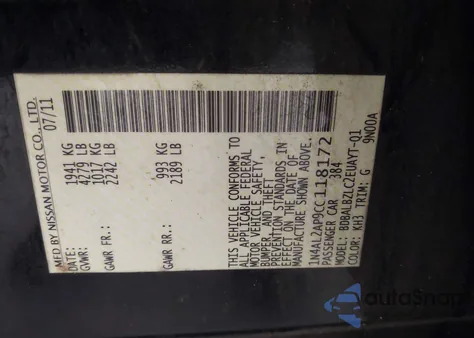 MFD BY NISSAN MOTOR CO., LTD.
07/11
1941 KG
GVWR: 4279 LB
1017 KG
GAWR FR.: 2242 LB
993 KG
GAWR RR.: 2189 LB
THIS VEHICLE CONFORMS TO
ALL APPLICABLE FEDERAL
MOTOR VEHICLE SAFETY,
BUMPER, AND THEFT
PREVENTION STANDARDS IN
EFFECT ON THE DATE OF
MANUFACTURE SHOWN ABOVE.
1N4AL2AP9CC118172
PASSENGER CAR 384
MODEL: BDBALBZLCZEUAYT-Q1
COLOR: KH3 TRIM: G 9N00A
autoSnap